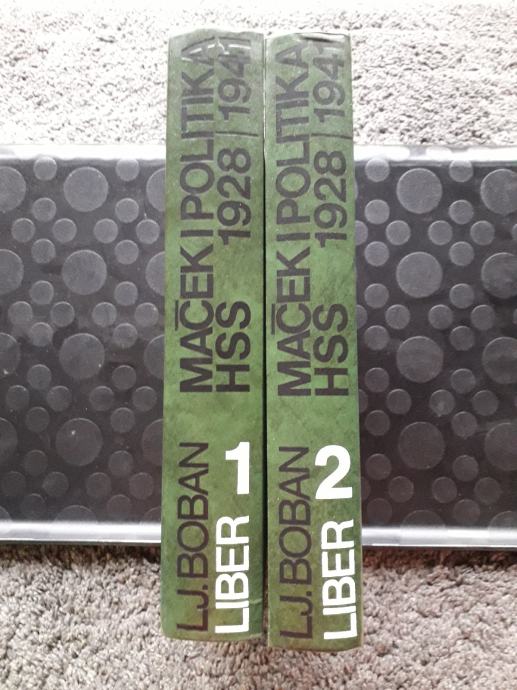 LJ.BOBAN MAČEK I POLITIKA
LIBER 1 HSS 1928 1941
LJ.BOBAN MAČEK I POLITIKA
LIBER 2 HSS 1928 1941